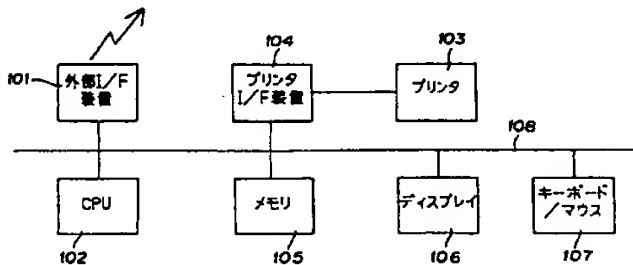 101
外部I/F
装置
104
プリンタ
I/F装置
103
プリンタ
108
CPU
102
メモリ
105
ディスプレイ
106
キーボード
/マウス
107